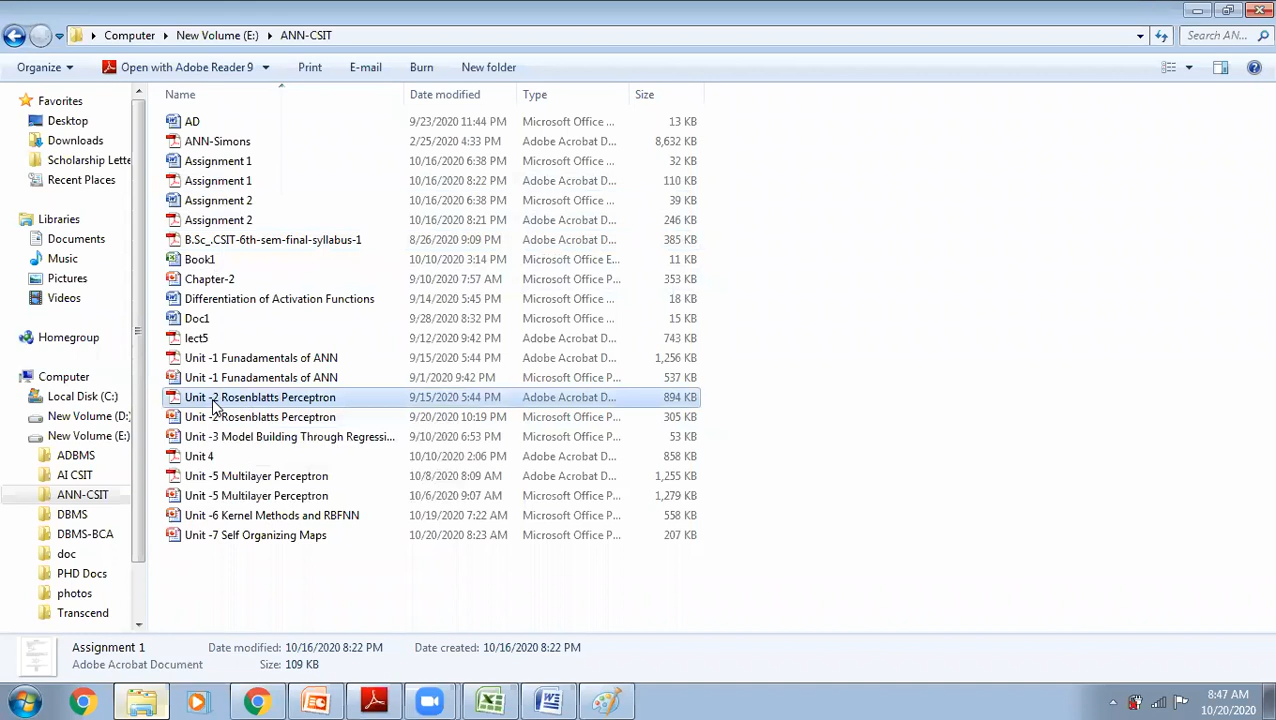 Computer ▸ New Volume (E:) ▸ ANN-CSIT
Search AN...
Organize Open with Adobe Reader 9 Print E-mail Burn New folder
Name Date modified Type Size
Favorites
Desktop
Downloads
Scholarship Lette
Recent Places
Libraries
Documents
Music
Pictures
Videos
Homegroup
Computer
Local Disk (C:)
New Volume (D:
New Volume (E:)
ADBMS
AI CSIT
ANN-CSIT
DBMS
DBMS-BCA
doc
PHD Docs
photos
Transcend
AD 9/23/2020 11:44 PM Microsoft Office ... 13 KB
ANN-Simons 2/25/2020 4:33 PM Adobe Acrobat D... 8,632 KB
Assignment 1 10/16/2020 6:38 PM Microsoft Office ... 32 KB
Assignment 1 10/16/2020 8:22 PM Adobe Acrobat D... 110 KB
Assignment 2 10/16/2020 6:38 PM Microsoft Office ... 39 KB
Assignment 2 10/16/2020 8:21 PM Adobe Acrobat D... 246 KB
B.Sc_.CSIT-6th-sem-final-syllabus-1 8/26/2020 9:09 PM Adobe Acrobat D... 385 KB
Book1 10/10/2020 3:14 PM Microsoft Office E... 11 KB
Chapter-2 9/10/2020 7:57 AM Microsoft Office P... 353 KB
Differentiation of Activation Functions 9/14/2020 5:45 PM Microsoft Office ... 18 KB
Doc1 9/28/2020 8:32 PM Microsoft Office ... 13 KB
lect5 9/12/2020 9:42 PM Adobe Acrobat D... 743 KB
Unit -1 Funadamentals of ANN 9/15/2020 5:44 PM Adobe Acrobat D... 1,256 KB
Unit -1 Funadamentals of ANN 9/1/2020 9:42 PM Microsoft Office P... 537 KB
Unit -2 Rosenblatts Perceptron 9/15/2020 5:44 PM Adobe Acrobat D... 894 KB
Unit -2 Rosenblatts Perceptron 9/20/2020 10:19 PM Microsoft Office P... 305 KB
Unit -3 Model Building Through Regressi... 9/10/2020 6:53 PM Microsoft Office P... 53 KB
Unit 4 10/10/2020 2:06 PM Adobe Acrobat D... 858 KB
Unit -5 Multilayer Perceptron 10/8/2020 8:09 AM Adobe Acrobat D... 1,255 KB
Unit -5 Multilayer Perceptron 10/6/2020 9:07 AM Microsoft Office P... 1,279 KB
Unit -6 Kernel Methods and RBFNN 10/19/2020 7:22 AM Microsoft Office P... 558 KB
Unit -7 Self Organizing Maps 10/20/2020 8:23 AM Microsoft Office P... 207 KB
Assignment 1 Date modified: 10/16/2020 8:22 PM Date created: 10/16/2020 8:22 PM
Adobe Acrobat Document Size: 109 KB
8:47 AM
10/20/2020